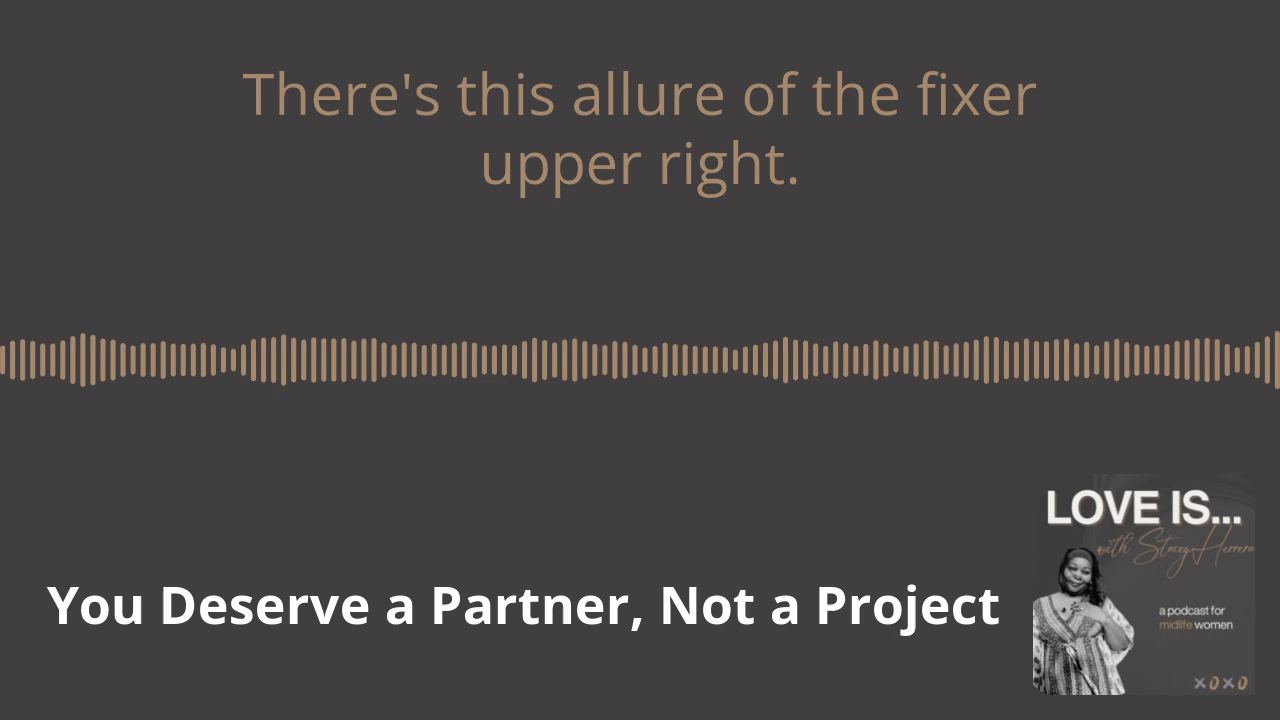 There's this allure of the fixer
upper right.
You Deserve a Partner, Not a Project
LOVE IS...
with Stacey Herrera
a podcast for
midlife women
XOXO